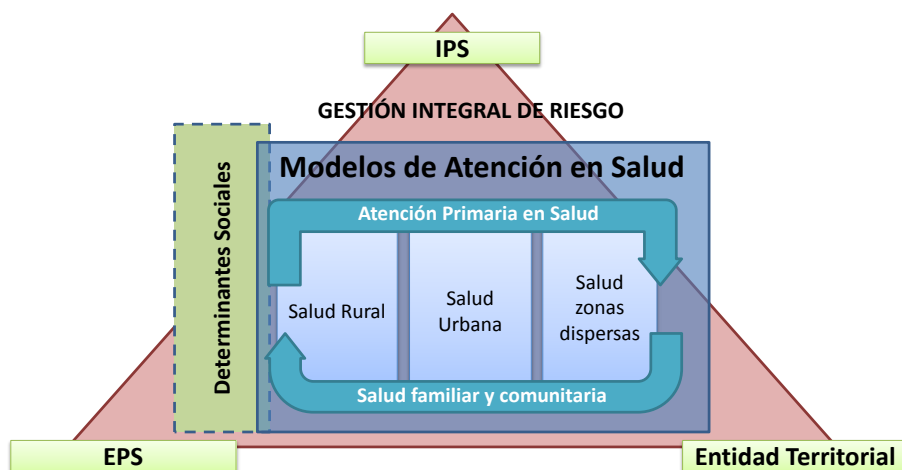 IPS
GESTIÓN INTEGRAL DE RIESGO
Determinantes Sociales
Modelos de Atención en Salud
Atención Primaria en Salud
Salud Rural
Salud
Urbana
Salud
zonas
dispersas
Salud familiar y comunitaria
EPS
Entidad Territorial